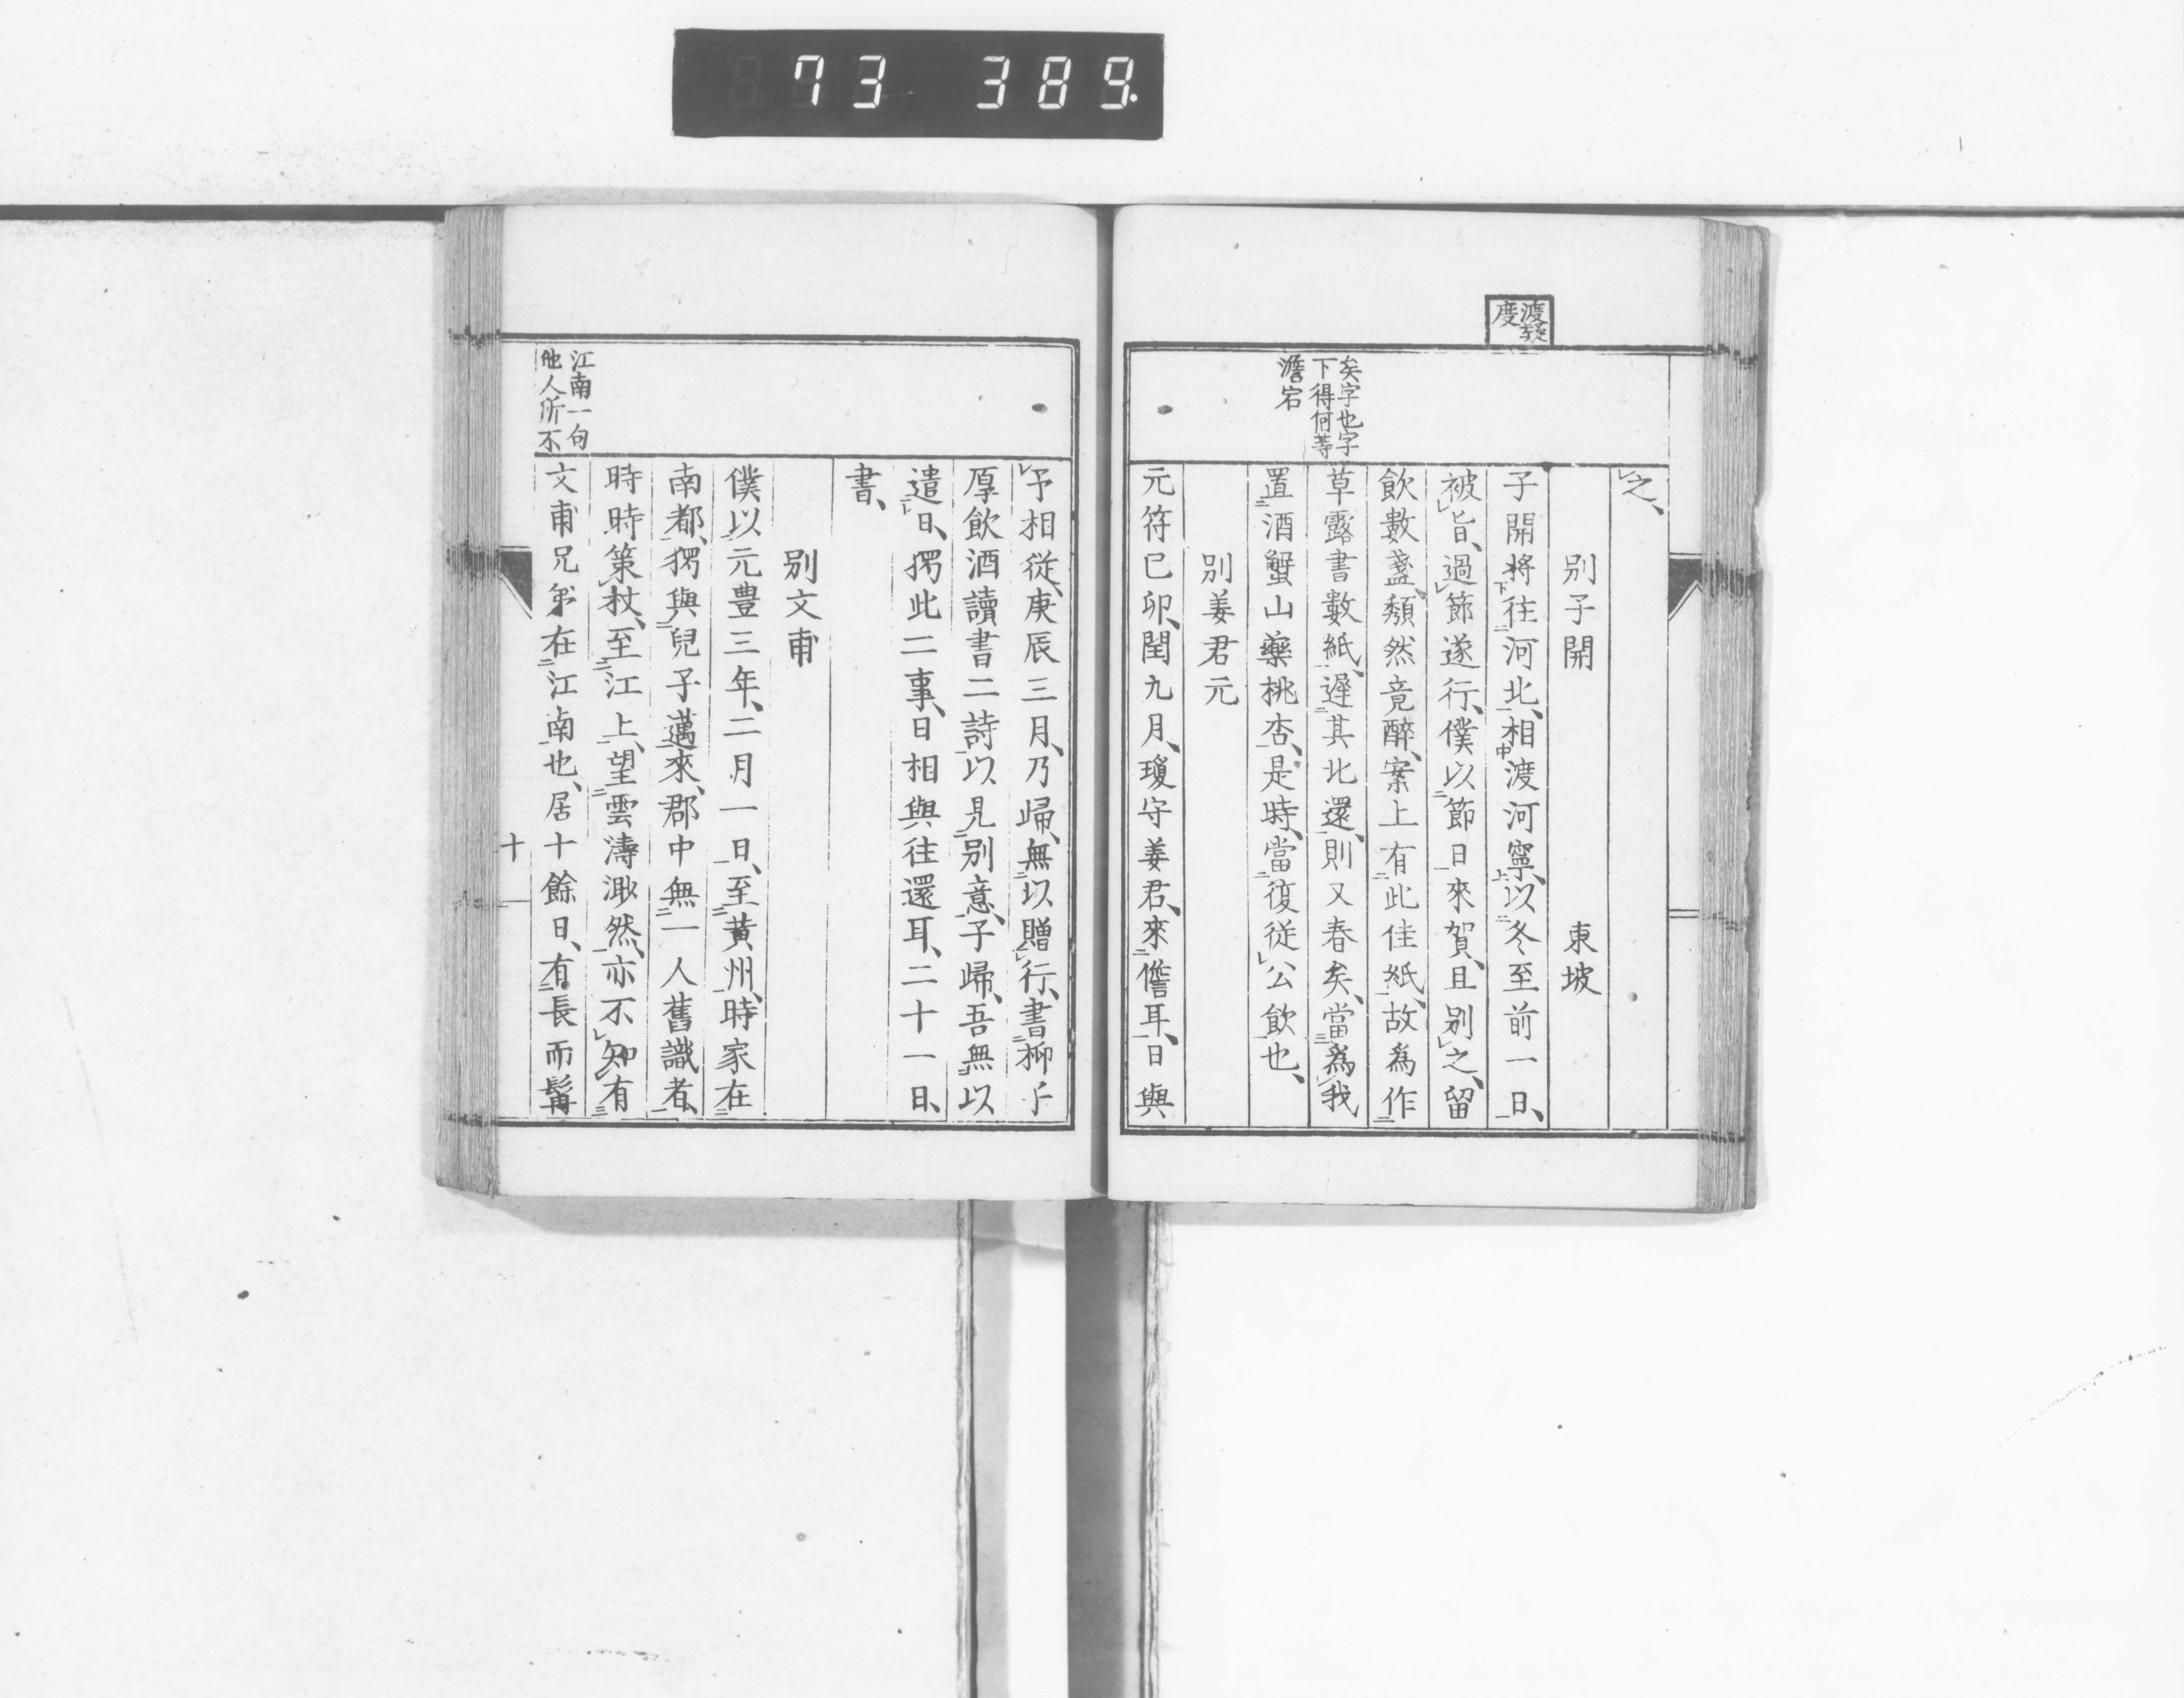 73 389
渡疑
度
矣字也字
下得何等
澹宕
之、
別子開　東坡
子開將往河北、相渡河寧、以冬至前一日、
被旨、過節遂行、僕以節日來賀、且別之、留
飲數盞、頹然竟醉、案上有此佳紙、故爲作
草露書數紙、遲其北還、則又春矣、當爲我
置酒蟹山藥桃杏、是時、當復從公飲也、
別姜君元
元符己卯、閏九月、瓊守姜君、來儋耳、日與
予相從、庚辰三月、乃歸、無以贈行、書柳子
厚飲酒讀書二詩以見別意、子歸、吾無以
遣日、獨此二事、日相與往還耳、二十一日、
書、
別文甫
僕以元豊三年、二月一日、至黃州、時家在
南都、獨與兒子邁來、郡中無一人舊識者、
時時策杖、至江上、望雲濤渺然、亦不知有
文甫兄弟在江南也、居十餘日、有長而髯
江南一句
他人所不
十